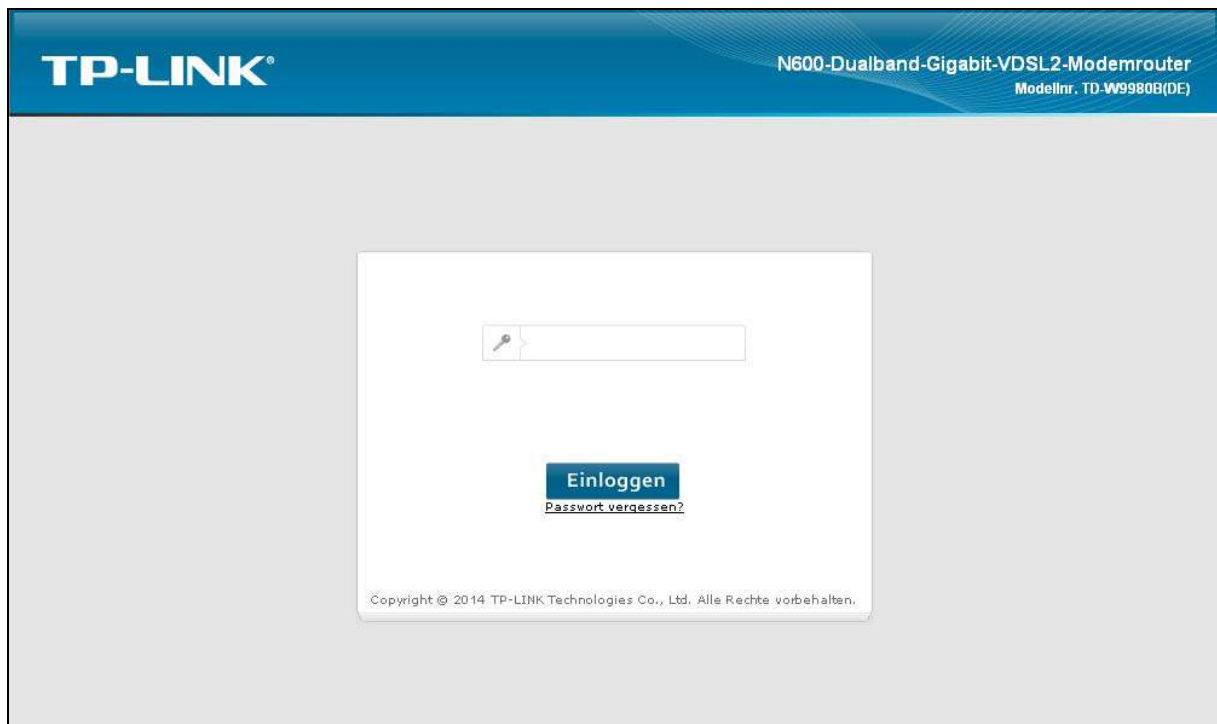 TP-LINK®
N600-Dualband-Gigabit-VDSL2-Modemrouter
Modellnr. TD-W9980B(DE)
Einloggen
Passwort vergessen?
Copyright © 2014 TP-LINK Technologies Co., Ltd. Alle Rechte vorbehalten.